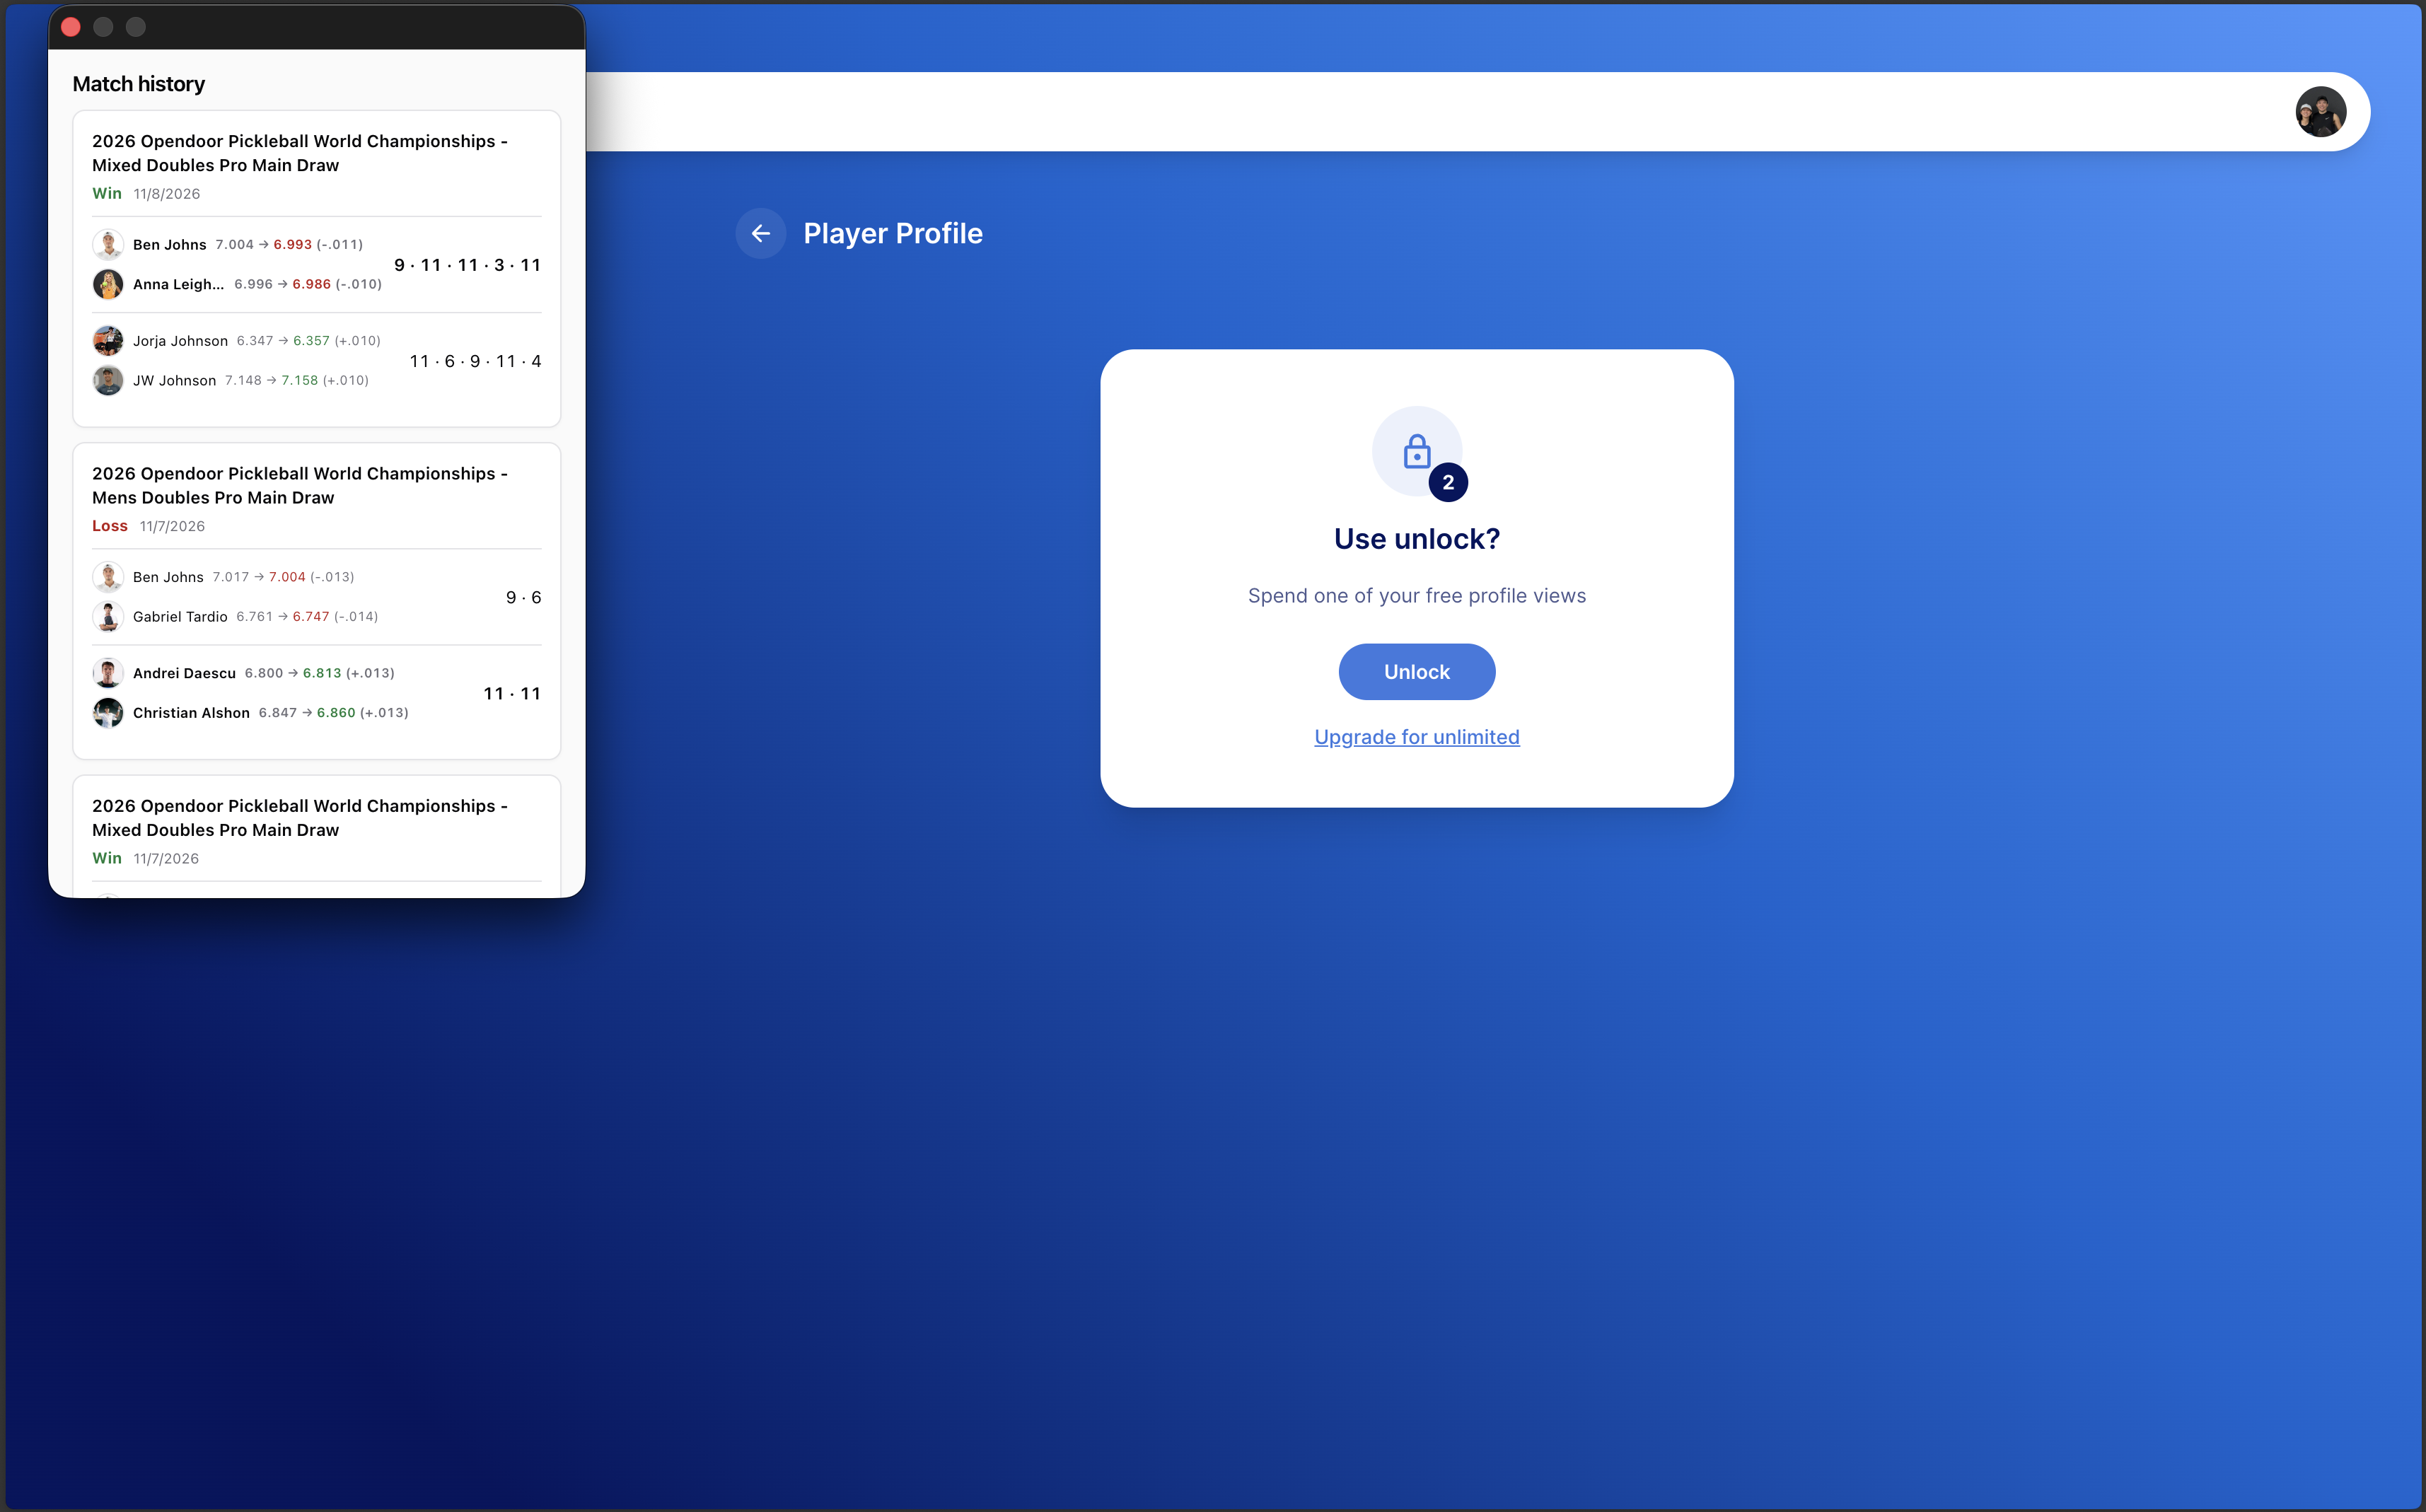 Match history
2026 Opendoor Pickleball World Championships -
Mixed Doubles Pro Main Draw
Win 11/8/2026
Ben Johns 7.004 → 6.993 (-.011)
9 · 11 · 11 · 3 · 11
Anna Leigh... 6.996 → 6.986 (-.010)
Jorja Johnson 6.347 → 6.357 (+.010)
11 · 6 · 9 · 11 · 4
JW Johnson 7.148 → 7.158 (+.010)
2026 Opendoor Pickleball World Championships -
Mens Doubles Pro Main Draw
Loss 11/7/2026
Ben Johns 7.017 → 7.004 (-.013)
9 · 6
Gabriel Tardio 6.761 → 6.747 (-.014)
Andrei Daescu 6.800 → 6.813 (+.013)
11 · 11
Christian Alshon 6.847 → 6.860 (+.013)
2026 Opendoor Pickleball World Championships -
Mixed Doubles Pro Main Draw
Win 11/7/2026
Player Profile
2
Use unlock?
Spend one of your free profile views
Unlock
Upgrade for unlimited